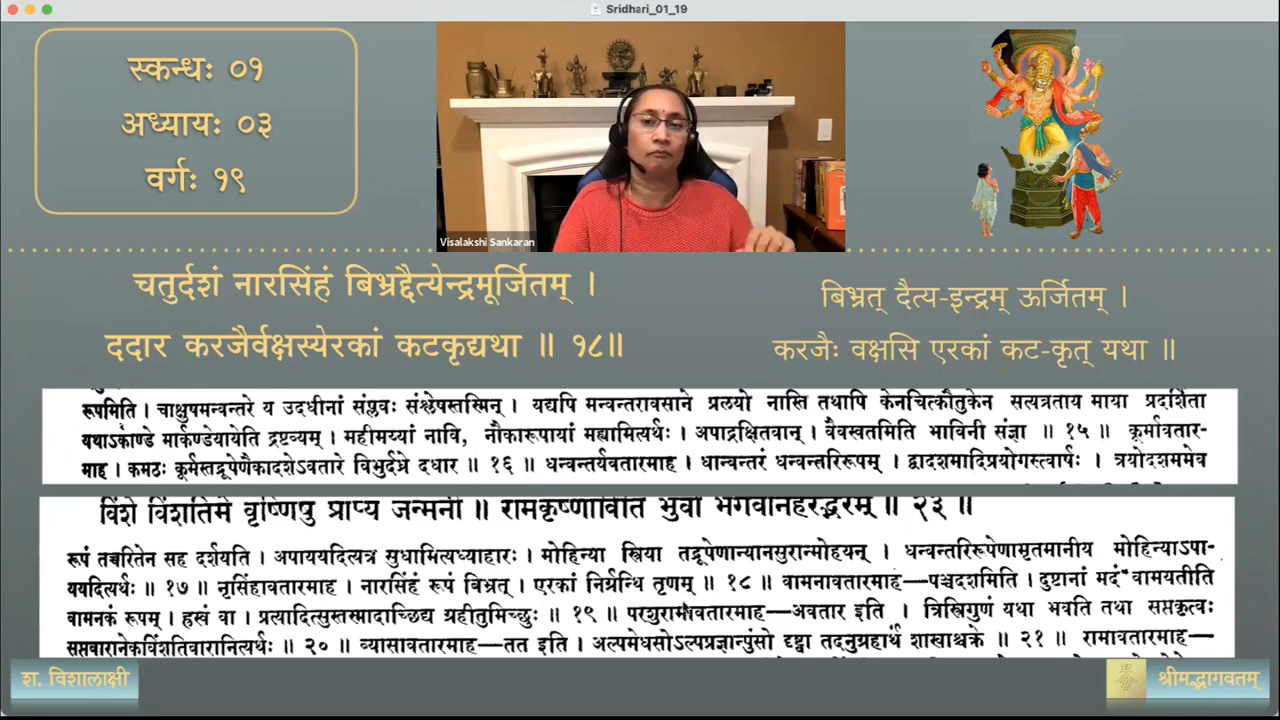 Sridhari_01_19
स्कन्धः ०१
अध्यायः ०३
वर्गः १९
Visalakshi Sankaran
चतुर्दशं नारसिंहं बिभ्रद्दैत्येन्द्रमूर्जितम् ।
ददार करजैर्वक्षस्येरकां कटकृद्यथा ॥ १८॥
बिभ्रत् दैत्य-इन्द्रम् ऊर्जितम् ।
करजैः वक्षसि एरकां कट-कृत् यथा ॥
रूपमिति । चाक्षुषमन्वन्तरे य उदधीनां संप्लवः संश्लेषस्तस्मिन् । यद्यपि मन्वन्तरावसाने प्रलयो नास्ति तथापि केनचित्कौतुकेन सत्यव्रताय माया प्रदर्शिता
यथाऽकाण्डे मार्कण्डेयायेति द्रष्टव्यम् । महीमय्यां नावि, नौकारूपायां मह्यामित्यर्थः । अपाद्रक्षितवान् । वैवस्वतमिति भाविनी संज्ञा ॥ १५ ॥ कूर्मावतार-
माह । कमठः कूर्मस्तद्रूपेणैकादशेऽवतारे विभुर्दध्रे दधार ॥ १६ ॥ धन्वन्तर्यवतारमाह । धान्वन्तरं धन्वन्तरिरूपम् । द्वादशमादिप्रयोगस्त्वार्षः । त्रयोदशममेव
विंशे विंशतिमे वृष्णिषु प्राप्य जन्मनी ॥ रामकृष्णाविति भुवो भगवानहरद्भरम् ॥ २३ ॥
रूपं तच्चरितेन सह दर्शयति । अपाययदित्यत्र सुधामित्यध्याहारः । मोहिन्या स्त्रिया तद्रूपेणान्यानसुरान्मोहयन् । धन्वन्तरिरूपेणामृतमानीय मोहिन्याऽपा-
ययदित्यर्थः ॥ १७ ॥ नृसिंहावतारमाह । नारसिंहं रूपं बिभ्रत् । एरकां निर्ग्रन्थि तृणम् ॥ १८ ॥ वामनावतारमाह—पञ्चदशमिति । दुष्टानां मदं वामयतीति
वामनकं रूपम् । ह्रस्वं वा । प्रत्यादित्सुस्तस्मादाच्छिद्य ग्रहीतुमिच्छुः ॥ १९ ॥ परशुरामावतारमाह—अवतार इति । त्रिस्त्रिगुणं यथा भवति तथा सप्तकृत्वः
सप्तवारानेकविंशतिवारानित्यर्थः ॥ २० ॥ व्यासावतारमाह—तत इति । अल्पमेधसोऽल्पप्रज्ञान्पुंसो दृष्ट्वा तदनुग्रहार्थं शाखाश्चक्रे ॥ २१ ॥ रामावतारमाह—
श. विशालाक्षी
श्रीमद्भागवतम्